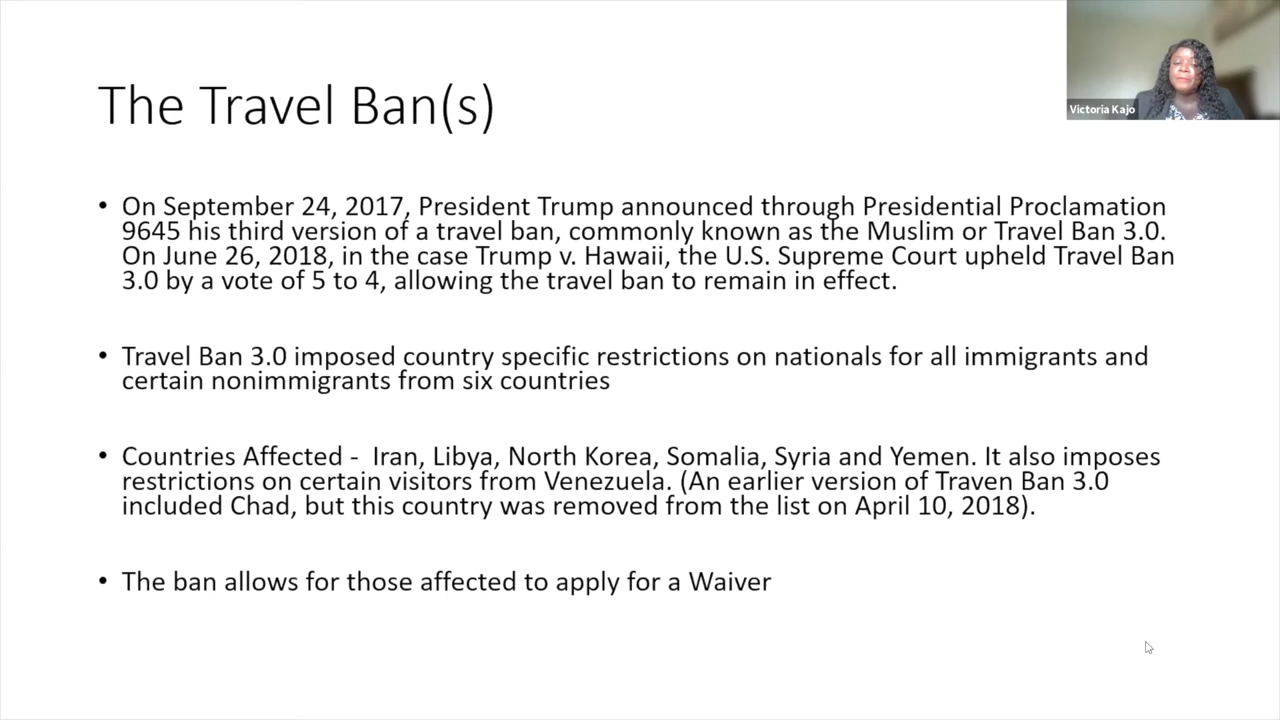 The Travel Ban(s)
Victoria Kajo
• On September 24, 2017, President Trump announced through Presidential Proclamation
9645 his third version of a travel ban, commonly known as the Muslim or Travel Ban 3.0.
On June 26, 2018, in the case Trump v. Hawaii, the U.S. Supreme Court upheld Travel Ban
3.0 by a vote of 5 to 4, allowing the travel ban to remain in effect.
• Travel Ban 3.0 imposed country specific restrictions on nationals for all immigrants and
certain nonimmigrants from six countries
• Countries Affected - Iran, Libya, North Korea, Somalia, Syria and Yemen. It also imposes
restrictions on certain visitors from Venezuela. (An earlier version of Traven Ban 3.0
included Chad, but this country was removed from the list on April 10, 2018).
• The ban allows for those affected to apply for a Waiver